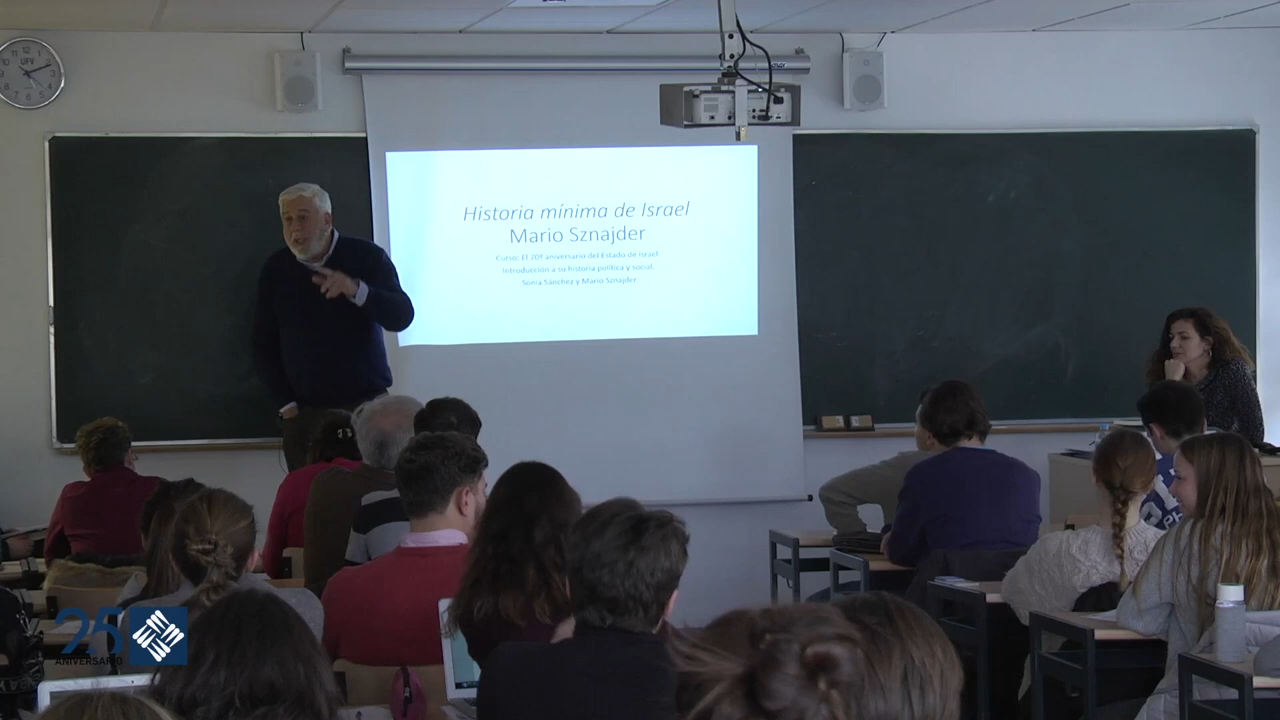 UFV
Historia mínima de Israel
Mario Sznajder
Curso: El 70º aniversario del Estado de Israel.
Introducción a su historia política y social.
Sonia Sánchez y Mario Sznajder
25
ANIVERSARIO